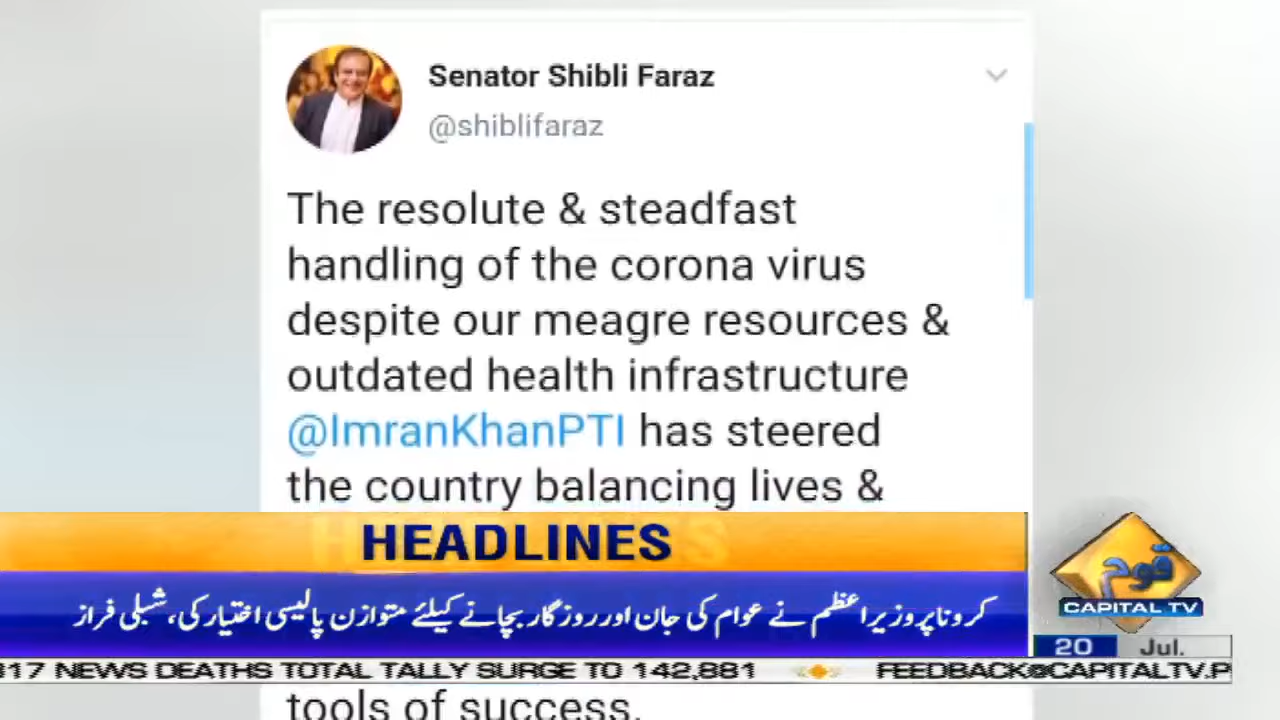 Senator Shibli Faraz
@shiblifaraz
The resolute & steadfast
handling of the corona virus
despite our meagre resources &
outdated health infrastructure
@ImranKhanPTI has steered
the country balancing lives &
HEADLINES
کرونا پر وزیراعظم نے عوام کی جان اور روزگار بچانے کیلئے متوازن پالیسی اختیار کی، شبلی فراز
قوم
CAPITAL TV
20 Jul.
317 NEWS DEATHS TOTAL TALLY SURGE TO 142,881 FEEDBACK@CAPITALTV.P
tools of success.